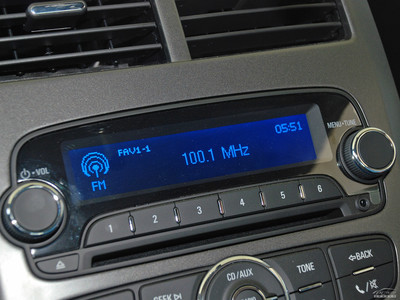 05:51
MENU•TUNE
FAV1-1
100.1 MHz
FM
⏻•VOL
1 2 3 4 5 6
CD/AUX
TONE
BACK
SEEK